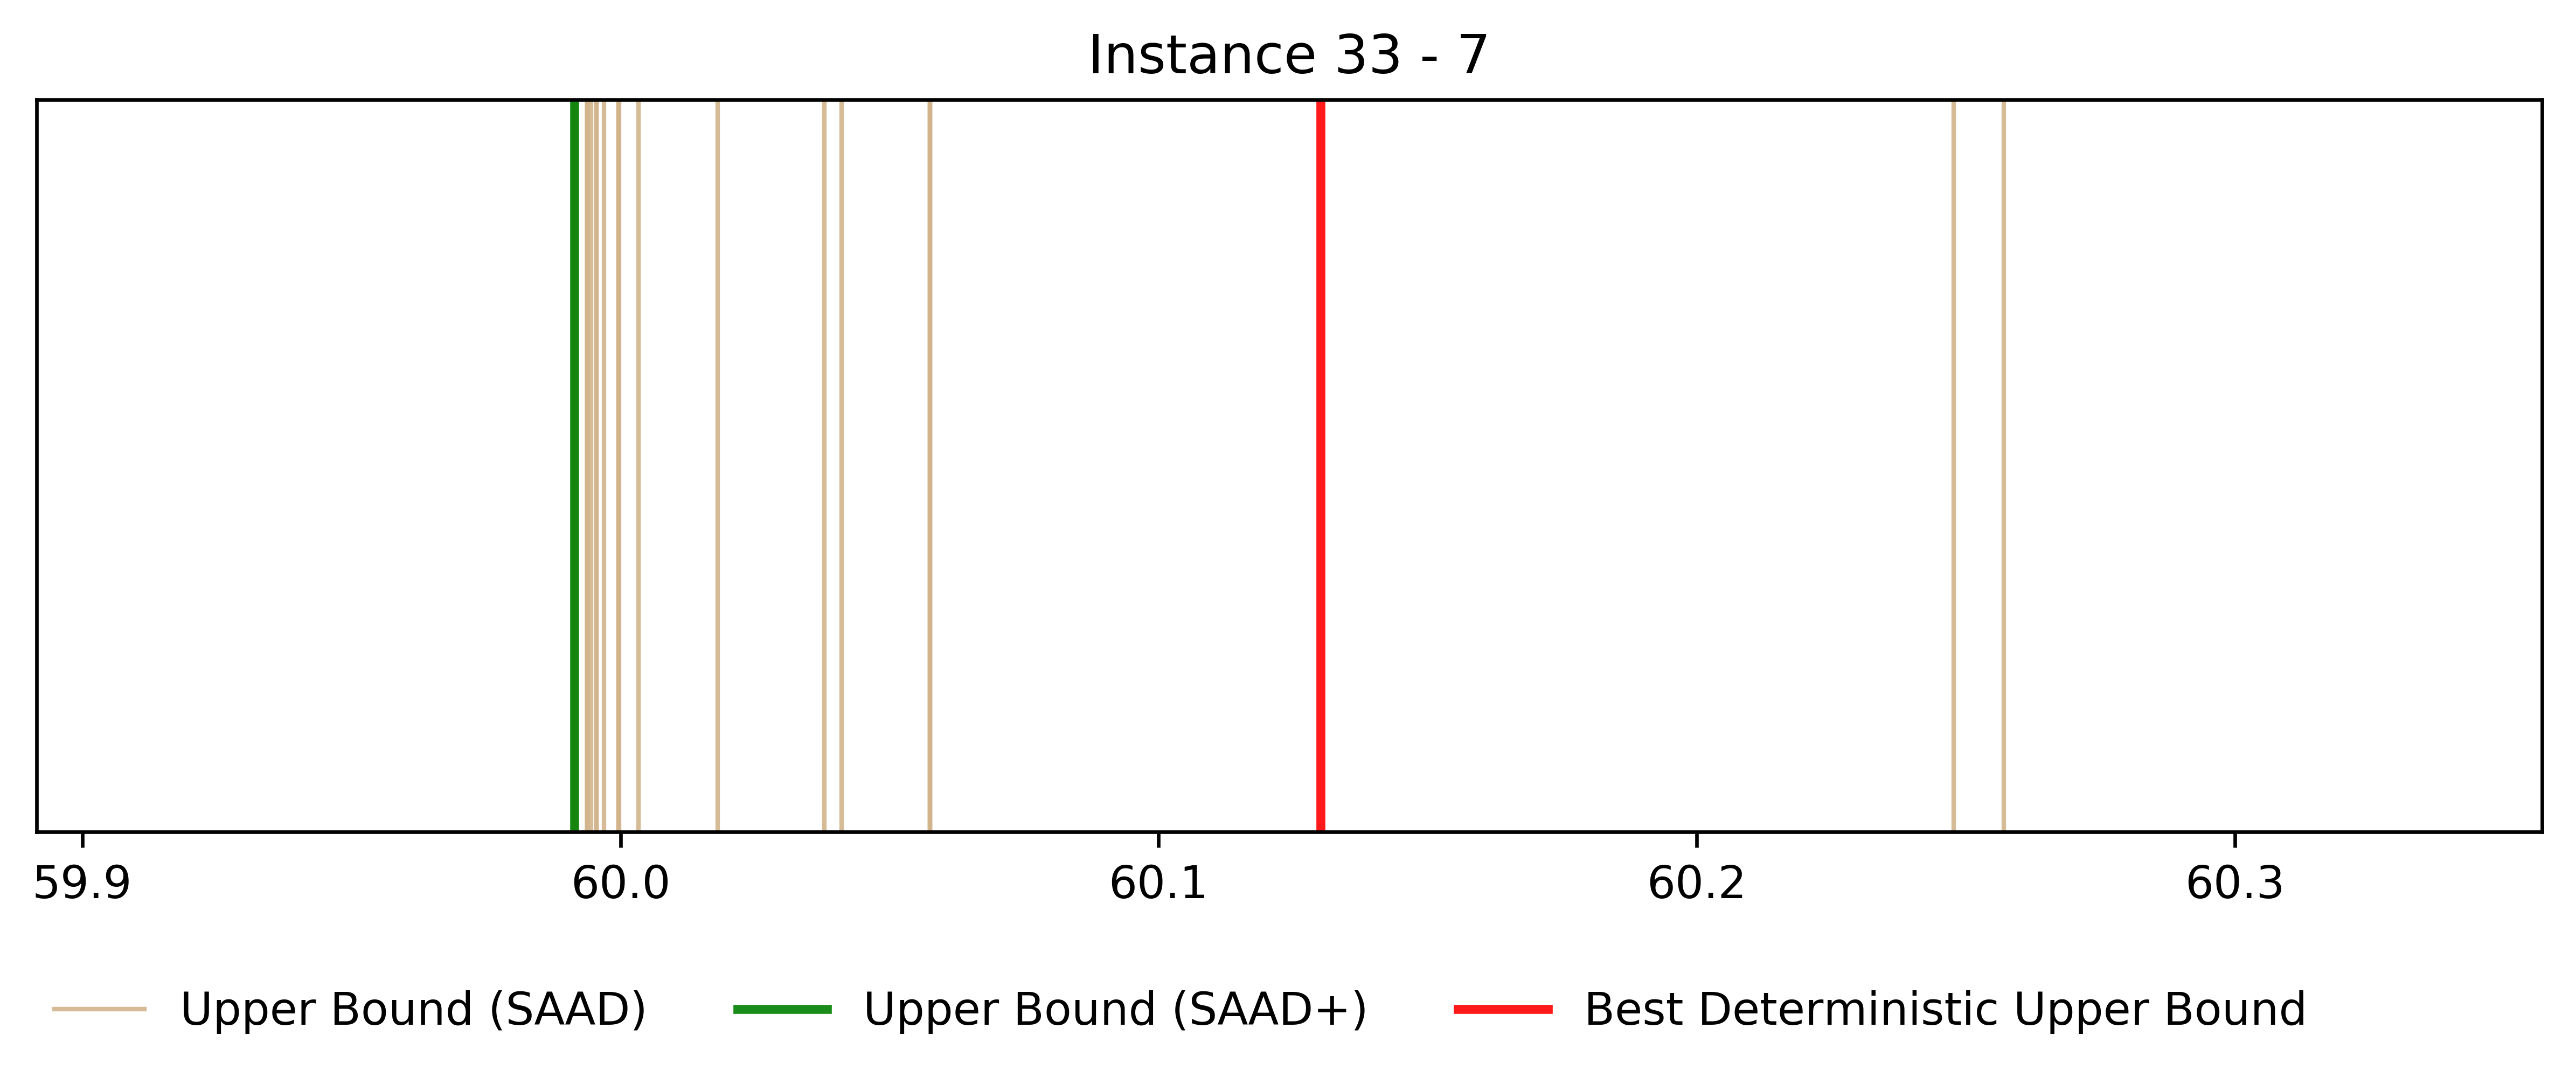 Instance 33 - 7
59.9 60.0 60.1 60.2 60.3
Upper Bound (SAAD) Upper Bound (SAAD+) Best Deterministic Upper Bound